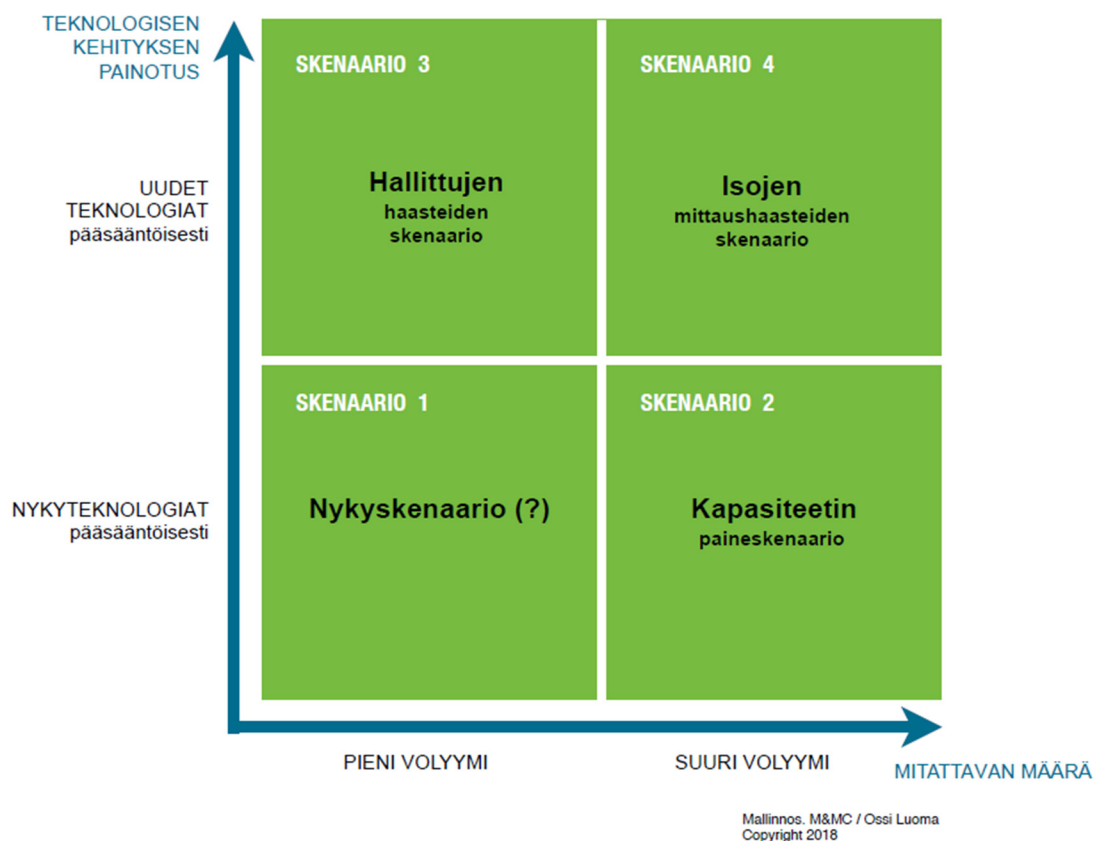 TEKNOLOGISEN
KEHITYKSEN
PAINOTUS
SKENAARIO 3
SKENAARIO 4
UUDET
TEKNOLOGIAT
pääsääntöisesti
Hallittujen
haasteiden
skenaario
Isojen
mittaushaasteiden
skenaario
SKENAARIO 1
SKENAARIO 2
NYKYTEKNOLOGIAT
pääsääntöisesti
Nykyskenaario (?)
Kapasiteetin
paineskenaario
PIENI VOLYYMI
SUURI VOLYYMI
MITATTAVAN MÄÄRÄ
Mallinnos. M&MC / Ossi Luoma
Copyright 2018